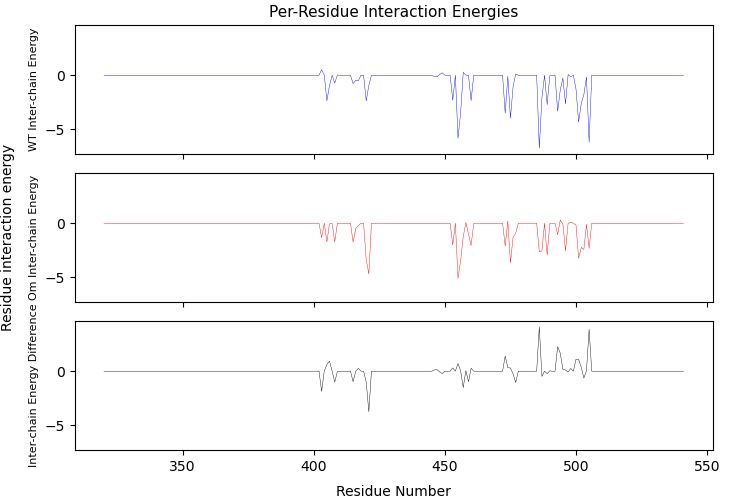 Per-Residue Interaction Energies
Residue interaction energy
WT Inter-chain Energy
0
−5
Om Inter-chain Energy
0
−5
Inter-chain Energy Difference
0
−5
350
400
450
500
550
Residue Number